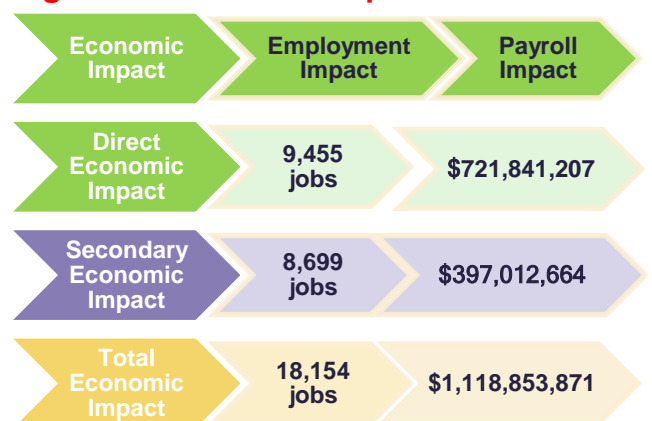 Economic Impact
Employment Impact
Payroll Impact
Direct Economic Impact
9,455 jobs
$721,841,207
Secondary Economic Impact
8,699 jobs
$397,012,664
Total Economic Impact
18,154 jobs
$1,118,853,871